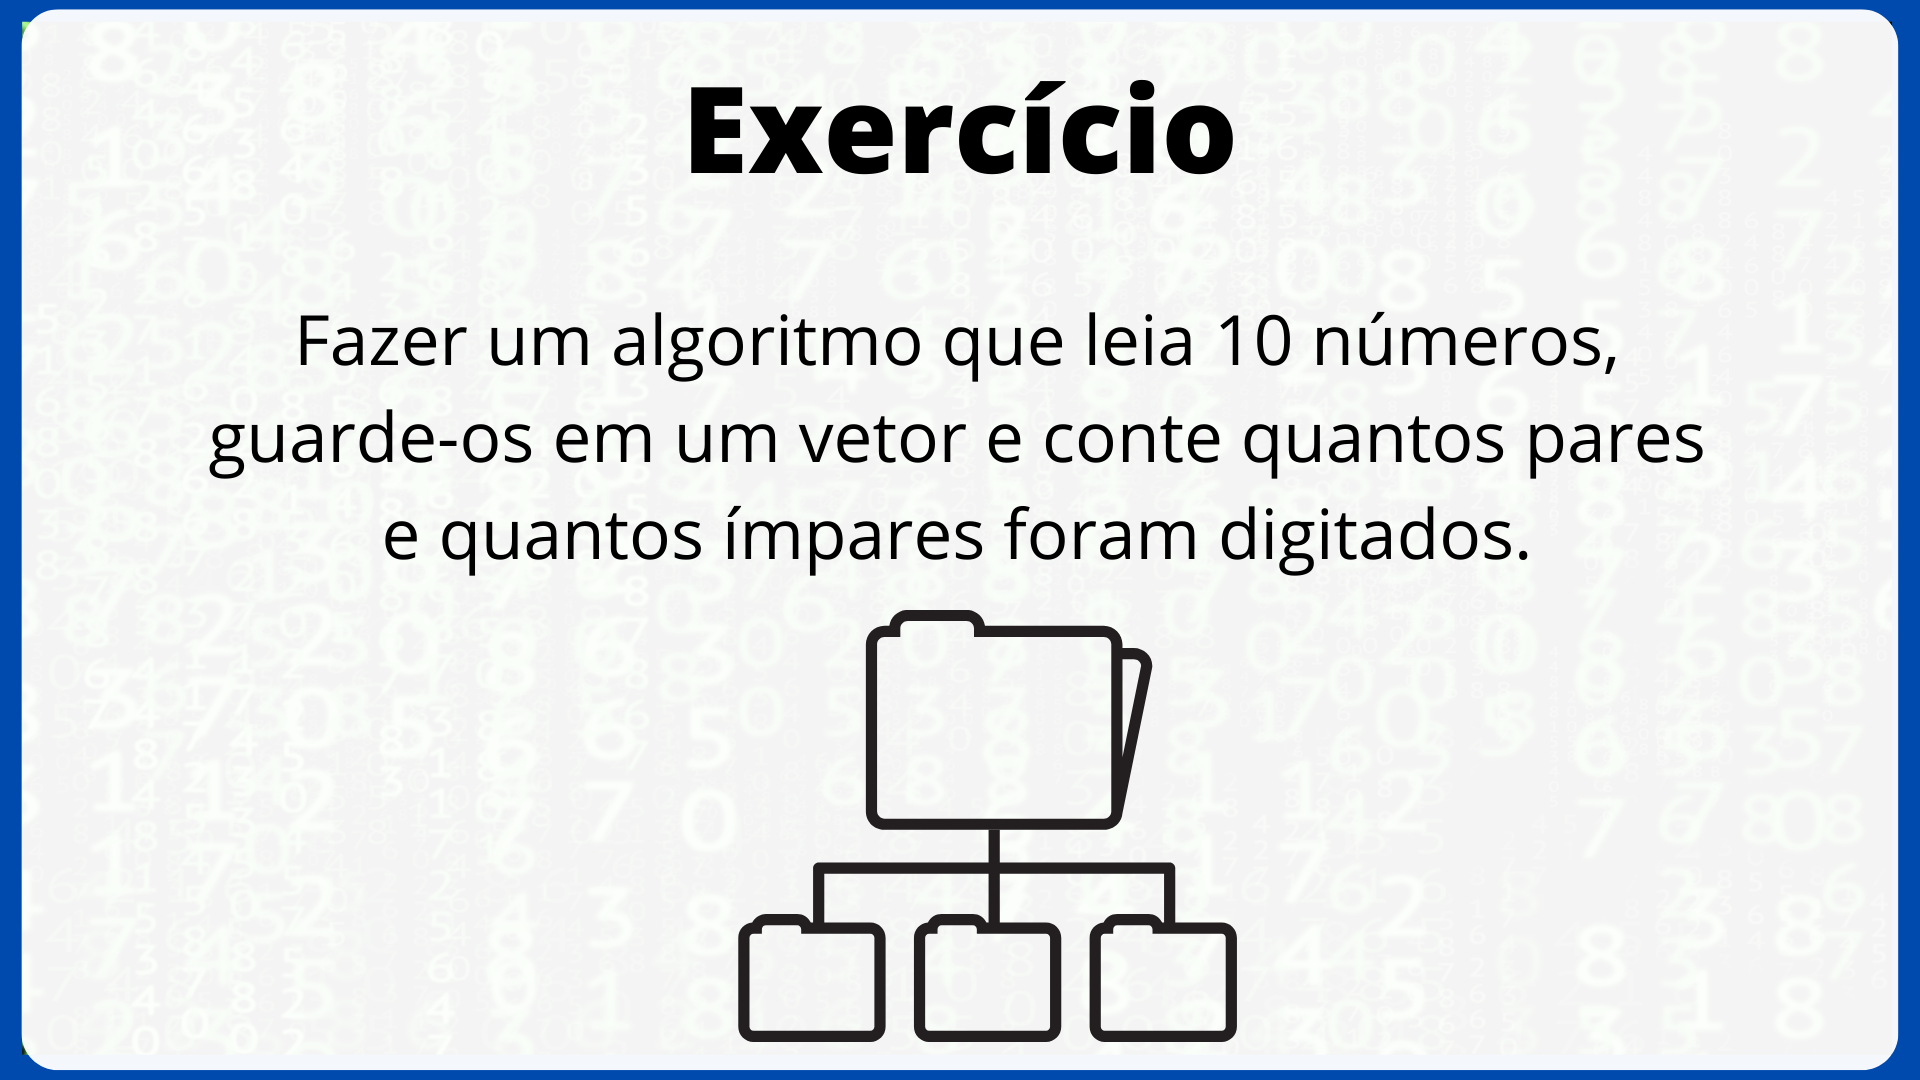 Exercício
Fazer um algoritmo que leia 10 números,
guarde-os em um vetor e conte quantos pares
e quantos ímpares foram digitados.